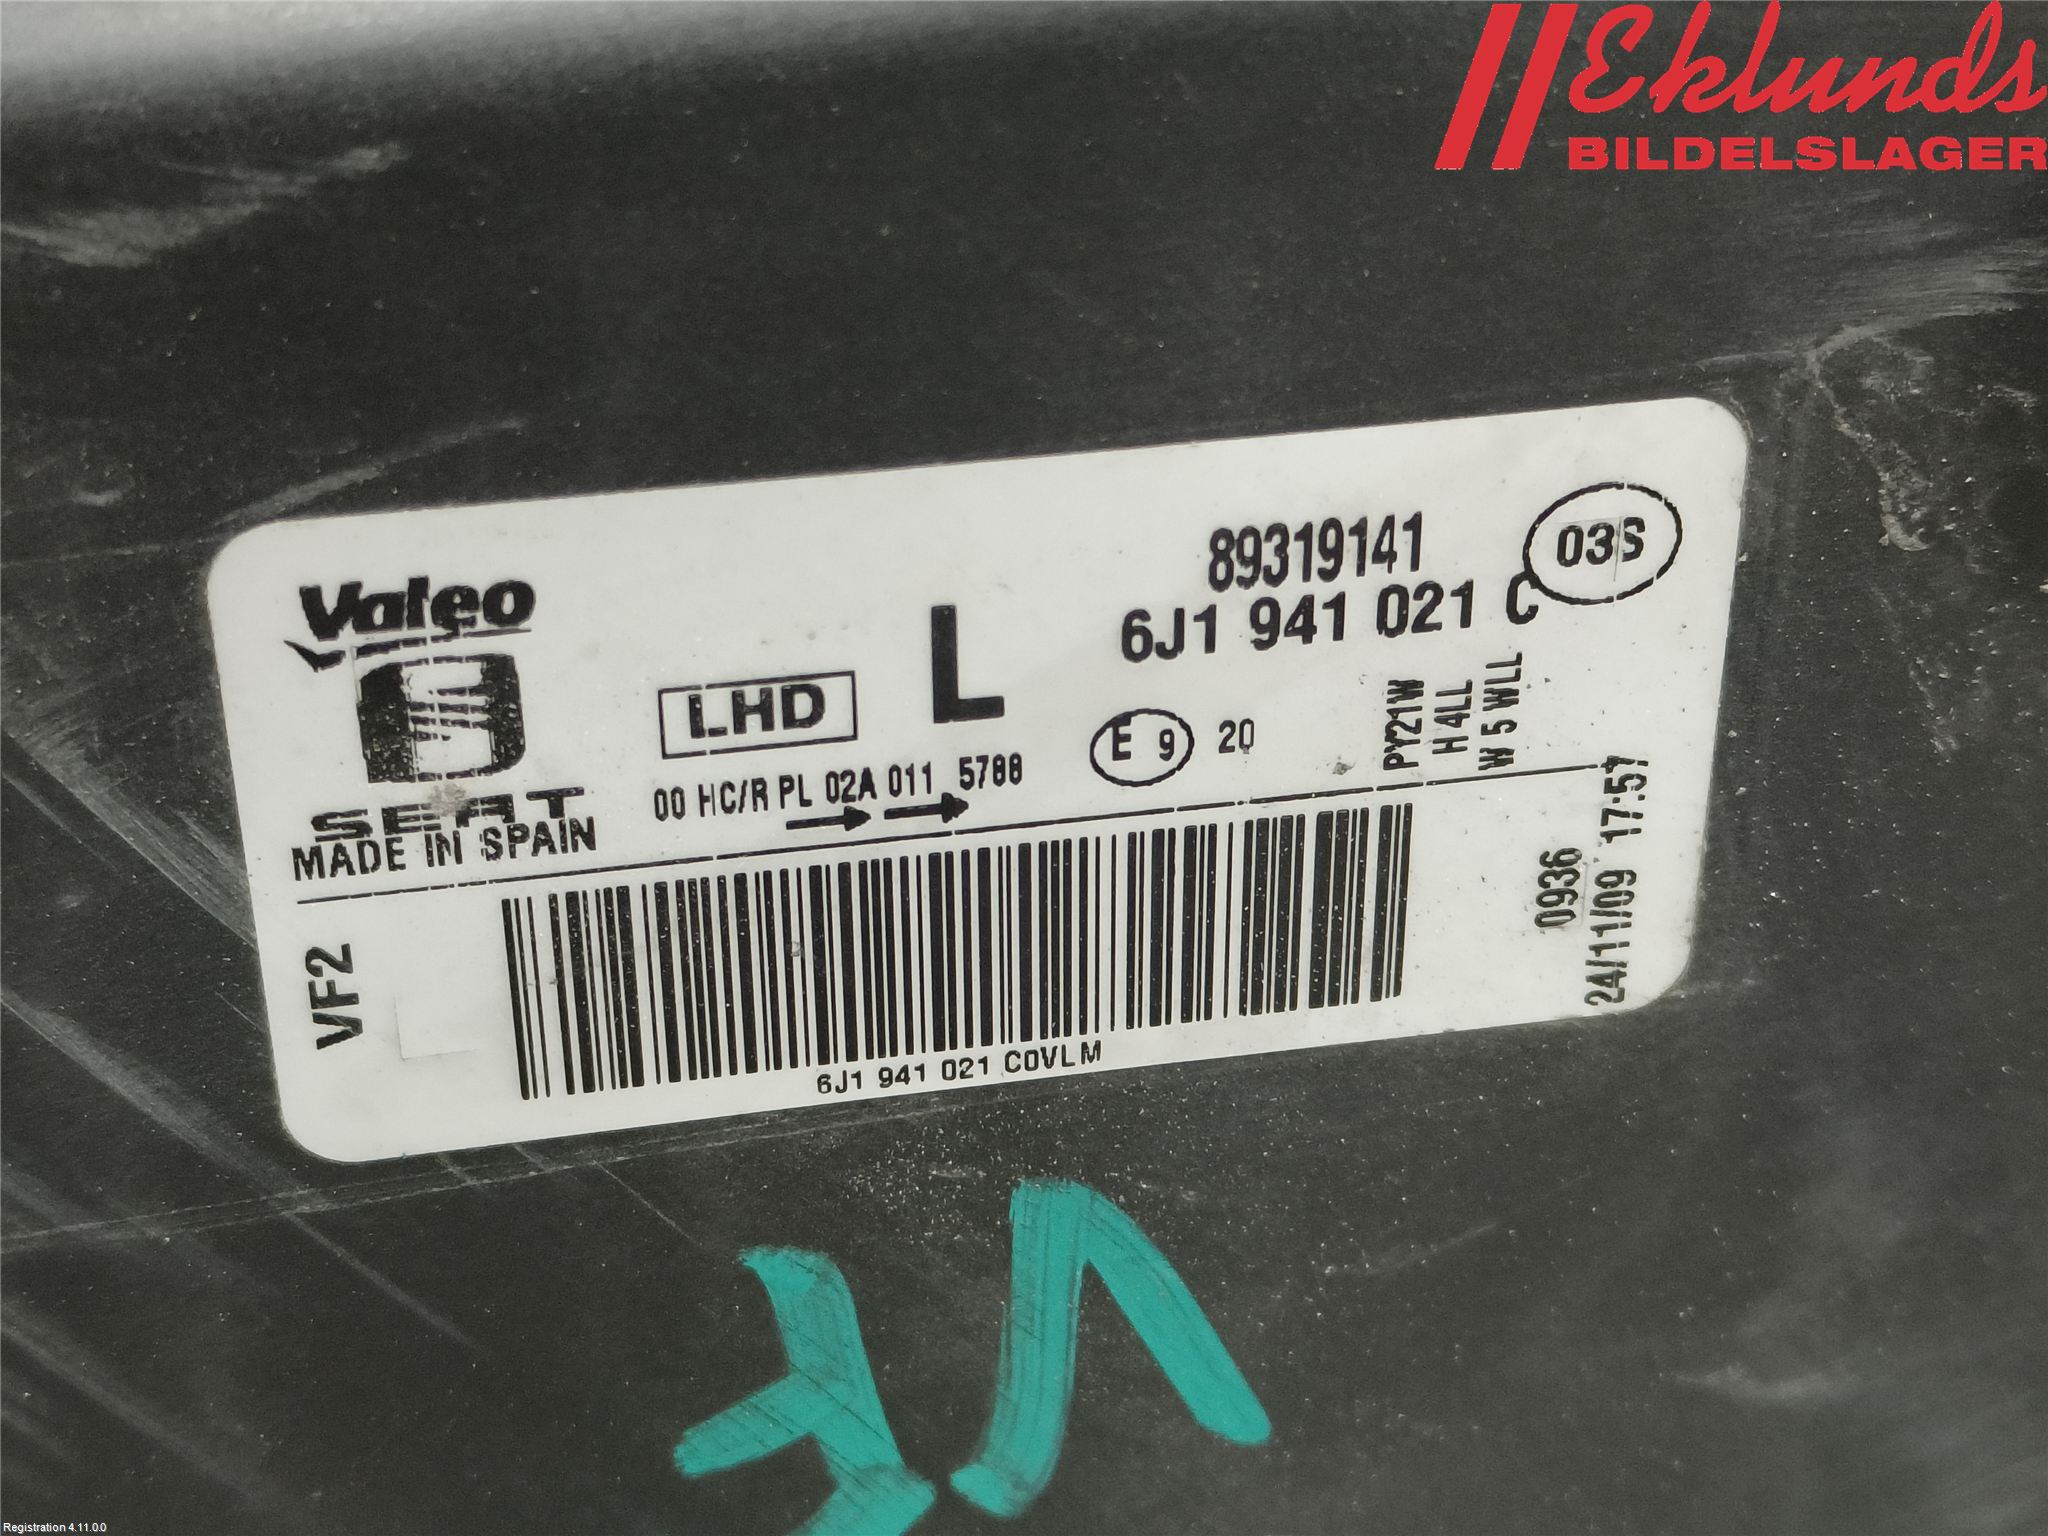 Eklunds
BILDELSLAGER
Valeo
SEAT
MADE IN SPAIN
LHD
L
89319141
6J1 941 021 C
03S
00 HC/R PL 02A 011 5788
E 9 20
PY21W
H4LL
W 5 WLL
VF2
6J1 941 021 C0VLM
0936
24/11/09 17:57
VF
Registration 4.11.0.0